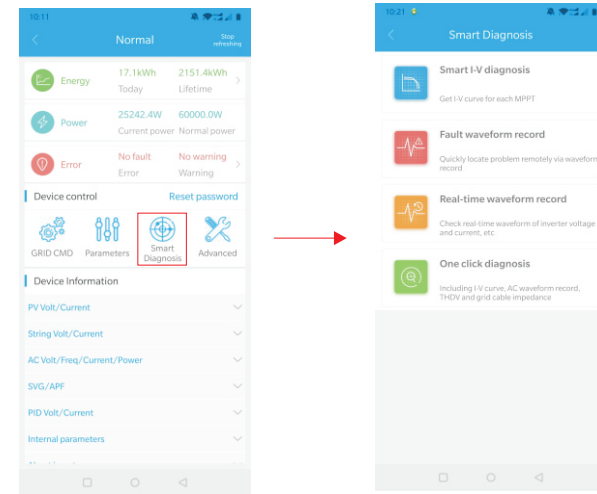 10:11
Normal
Stop
refreshing
Energy
17.1kWh 2151.4kWh
Today Lifetime
Power
25242.4W 60000.0W
Current power Normal power
Error
No fault No warning
Error Warning
Device control Reset password
GRID CMD Parameters Smart Diagnosis Advanced
Device Information
PV Volt/Current
String Volt/Current
AC Volt/Freq/Current/Power
SVG/APF
PID Volt/Current
Internal parameters
10:21
Smart Diagnosis
Smart I-V diagnosis
Get I-V curve for each MPPT
Fault waveform record
Quickly locate problem remotely via waveform
record
Real-time waveform record
Check real-time waveform of inverter voltage
and current, etc
One click diagnosis
Including I-V curve, AC waveform record,
THDV and grid cable impedance